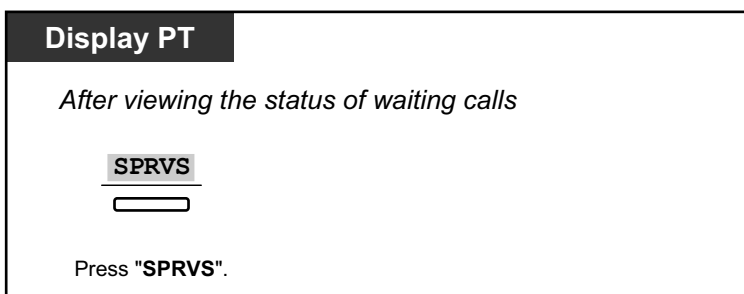 Display PT
After viewing the status of waiting calls
SPRVS
Press "SPRVS".